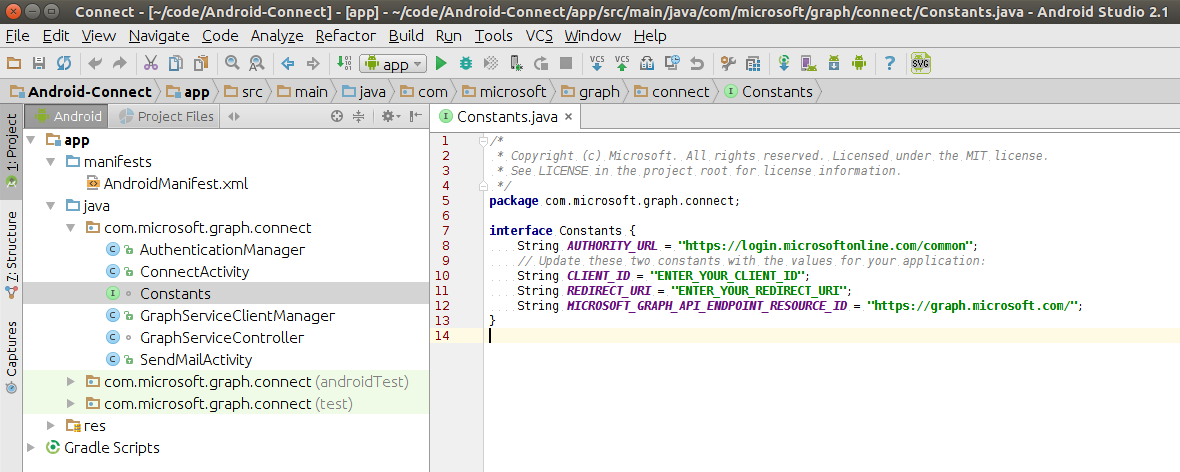 Connect - [~/code/Android-Connect] - [app] - ~/code/Android-Connect/app/src/main/java/com/microsoft/graph/connect/Constants.java - Android Studio 2.1
File Edit View Navigate Code Analyze Refactor Build Run Tools VCS Window Help
app VCS VCS ? SVG
Android-Connect app src main java com microsoft graph connect Constants
1: Project
7: Structure
Captures
Android Project Files
app
manifests
AndroidManifest.xml
java
com.microsoft.graph.connect
AuthenticationManager
ConnectActivity
Constants
GraphServiceClientManager
GraphServiceController
SendMailActivity
com.microsoft.graph.connect (androidTest)
com.microsoft.graph.connect (test)
res
Gradle Scripts
Constants.java
1 /*
2 * Copyright (c) Microsoft. All rights reserved. Licensed under the MIT license.
3 * See LICENSE in the project root for license information.
4 */
5 package com.microsoft.graph.connect;
6
7 interface Constants {
8 String AUTHORITY_URL = "https://login.microsoftonline.com/common";
9 // Update these two constants with the values for your application:
10 String CLIENT_ID = "ENTER_YOUR_CLIENT_ID";
11 String REDIRECT_URI = "ENTER_YOUR_REDIRECT_URI";
12 String MICROSOFT_GRAPH_API_ENDPOINT_RESOURCE_ID = "https://graph.microsoft.com/";
13 }
14